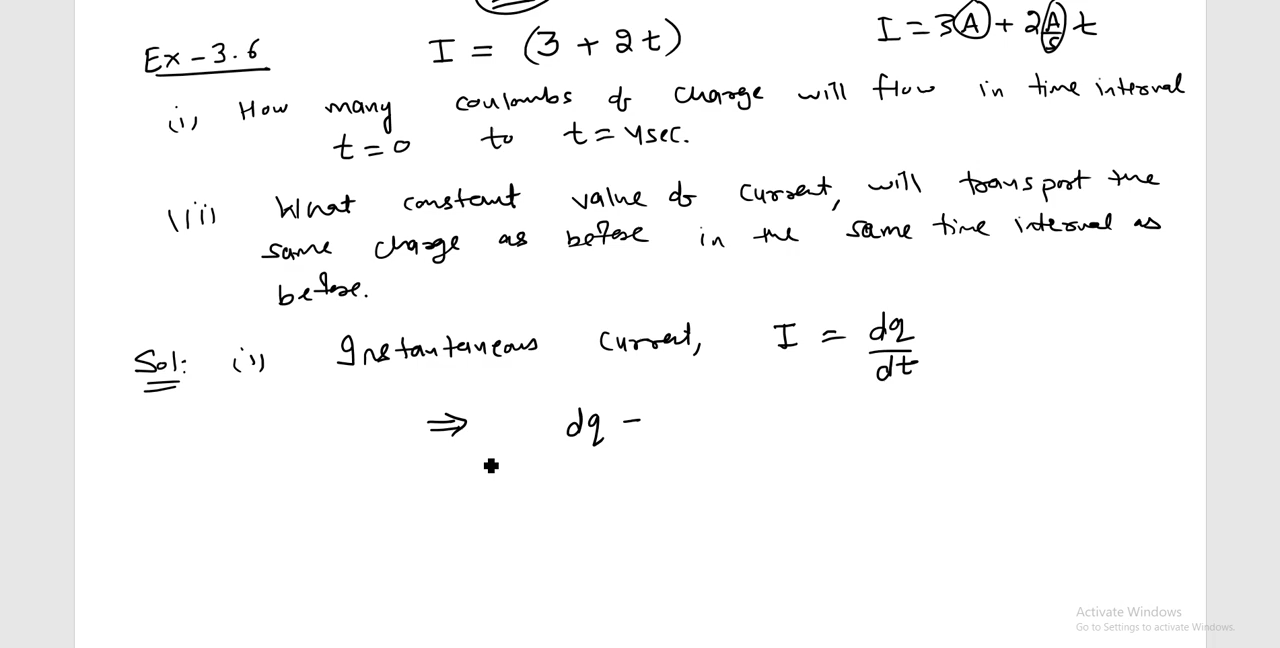 Ex-3.6 I = (3 + 2t) I = 3A + 2 A/s t
(i) How many coulombs of charge will flow in time interval
t = 0 to t = 4sec.
(ii) What constant value of current, will transport the
same charge as before in the same time interval as
before.
Sol: (i) Instantaneous current, I = dq/dt
⇒ dq -
Activate Windows
Go to Settings to activate Windows.